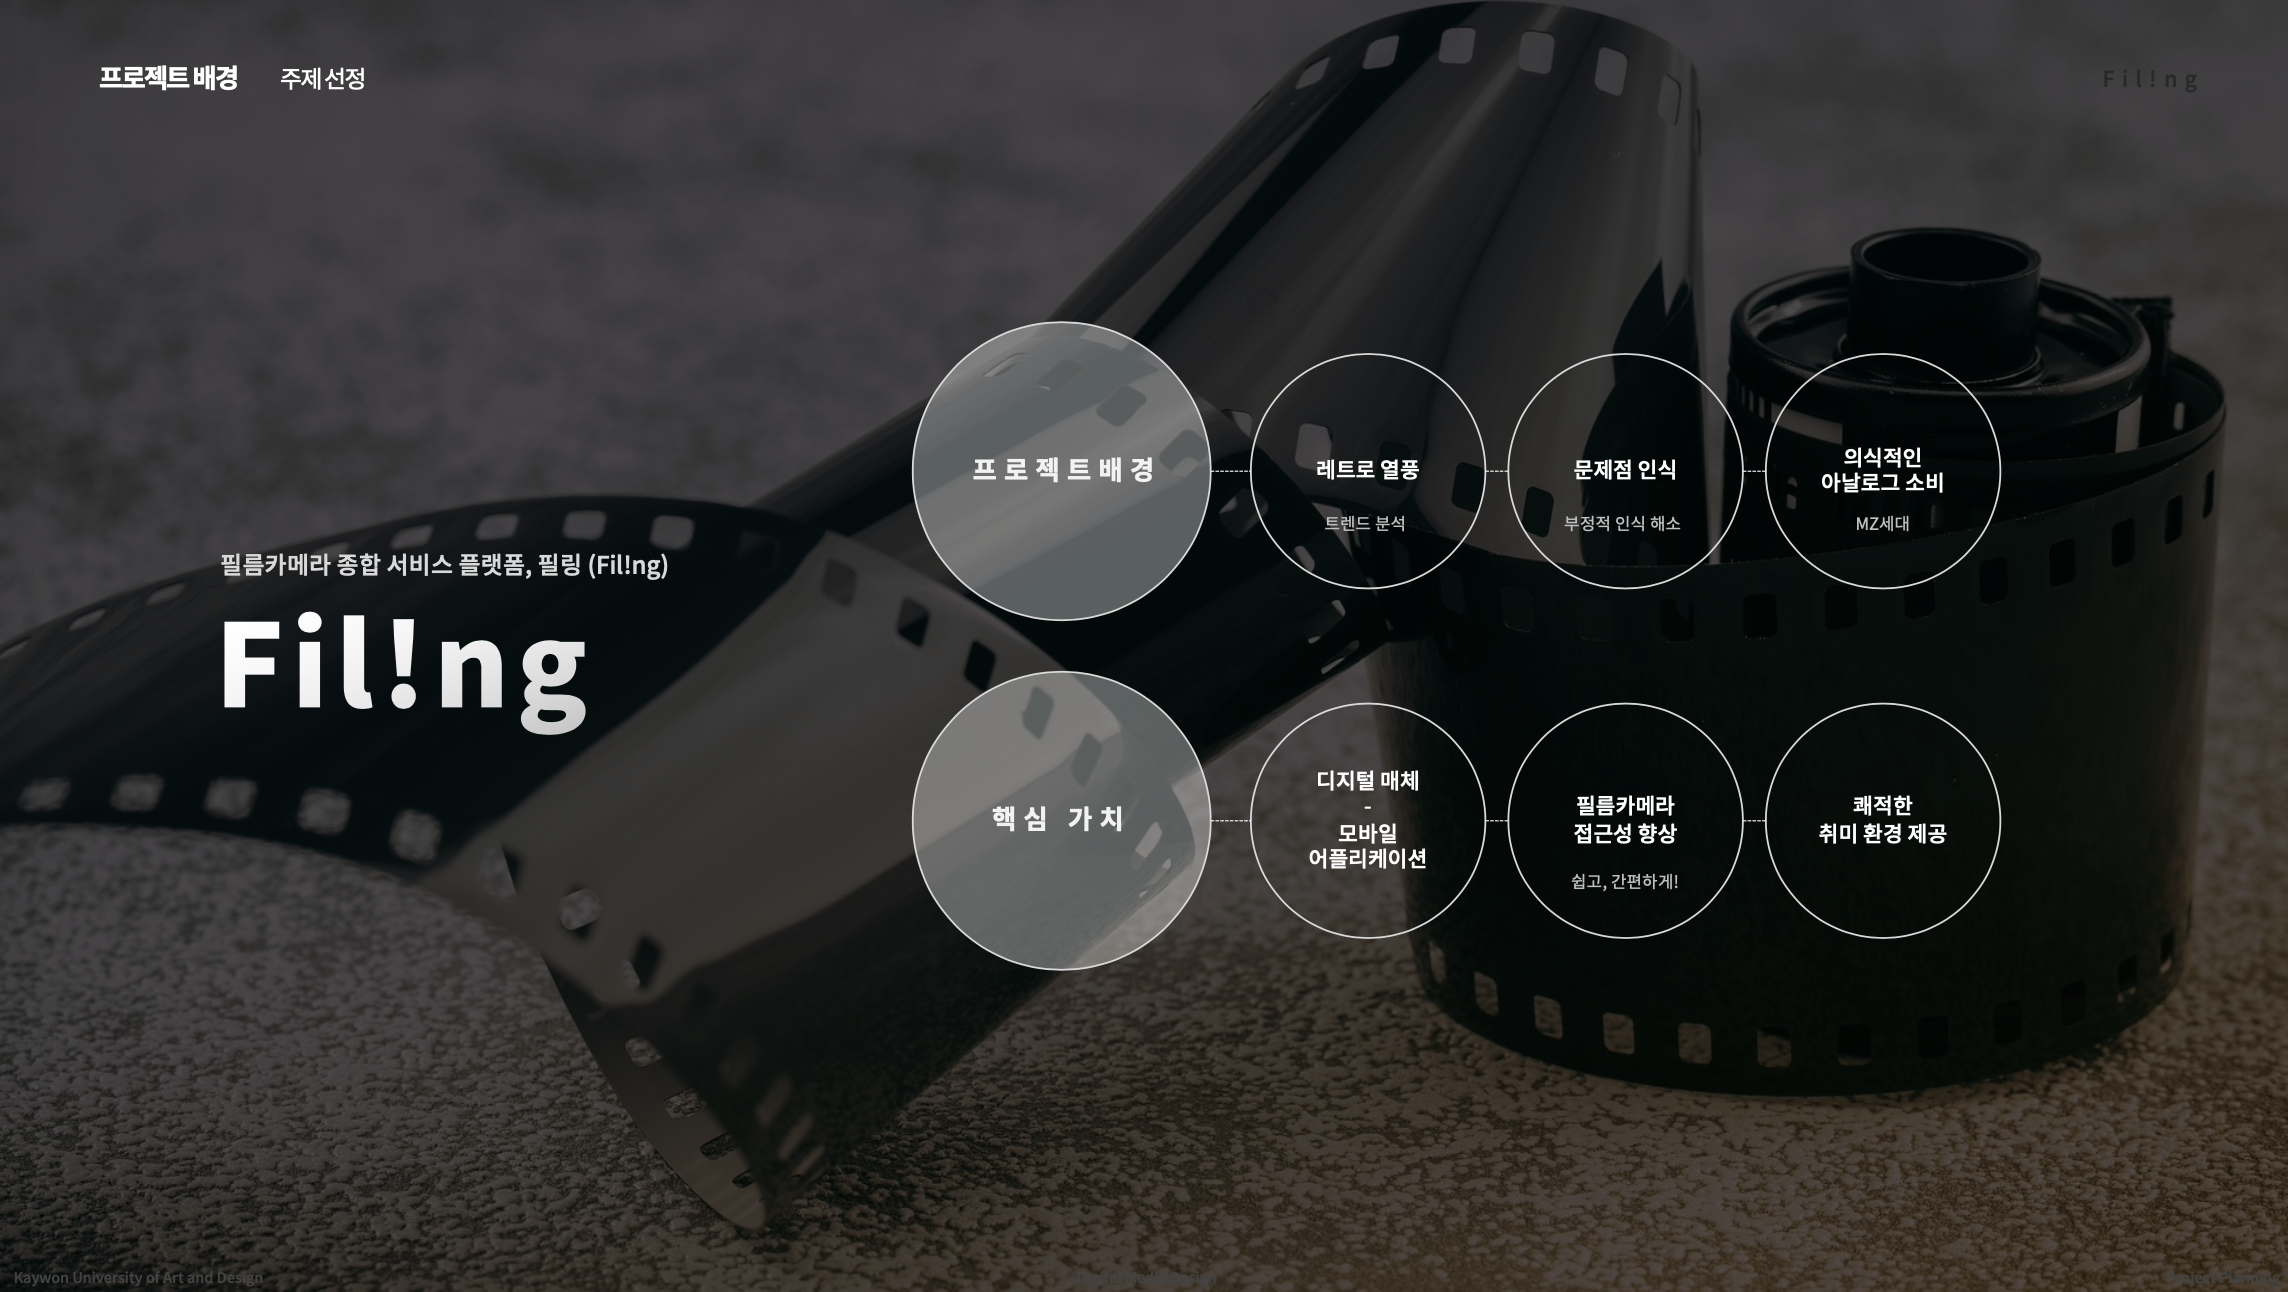 프로젝트 배경 주제 선정
Fil!ng
필름카메라 종합 서비스 플랫폼, 필링 (Fil!ng)
Fil!ng
프로젝트배경
레트로 열풍
트렌드 분석
문제점 인식
부정적 인식 해소
의식적인
아날로그 소비
MZ세대
핵심 가치
디지털 매체
-
모바일
어플리케이션
필름카메라
접근성 향상
쉽고, 간편하게!
쾌적한
취미 환경 제공
Kaywon University of Art and Design